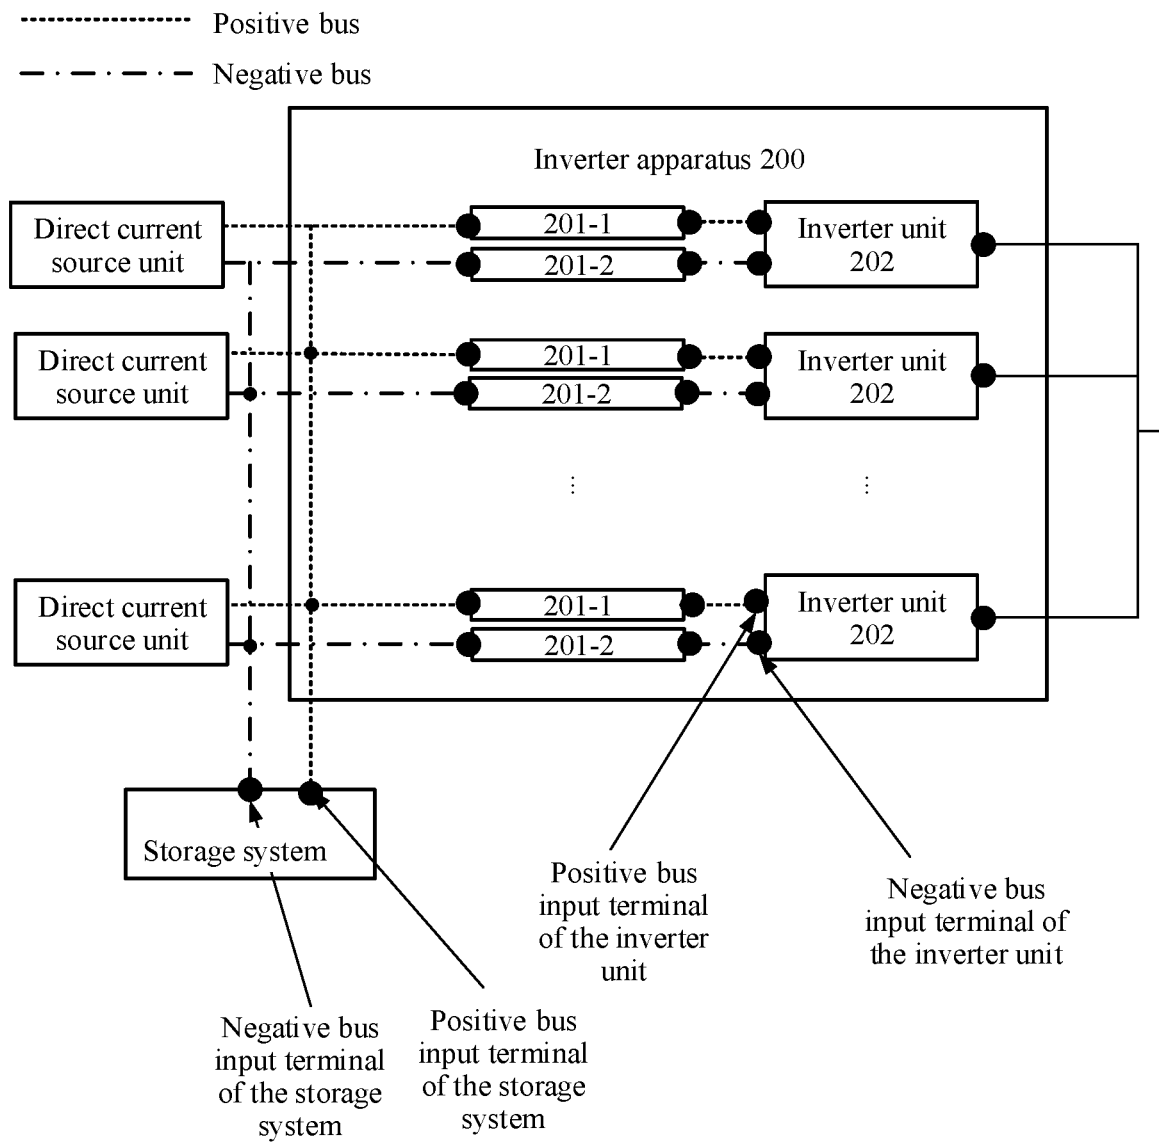 Positive bus
Negative bus
Inverter apparatus 200
Direct current
source unit
201-1
201-2
Inverter unit
202
Direct current
source unit
201-1
201-2
Inverter unit
202
Direct current
source unit
201-1
201-2
Inverter unit
202
Storage system
Positive bus
input terminal
of the inverter
unit
Negative bus
input terminal of
the inverter unit
Negative bus
input terminal
of the storage
system
Positive bus
input terminal
of the storage
system